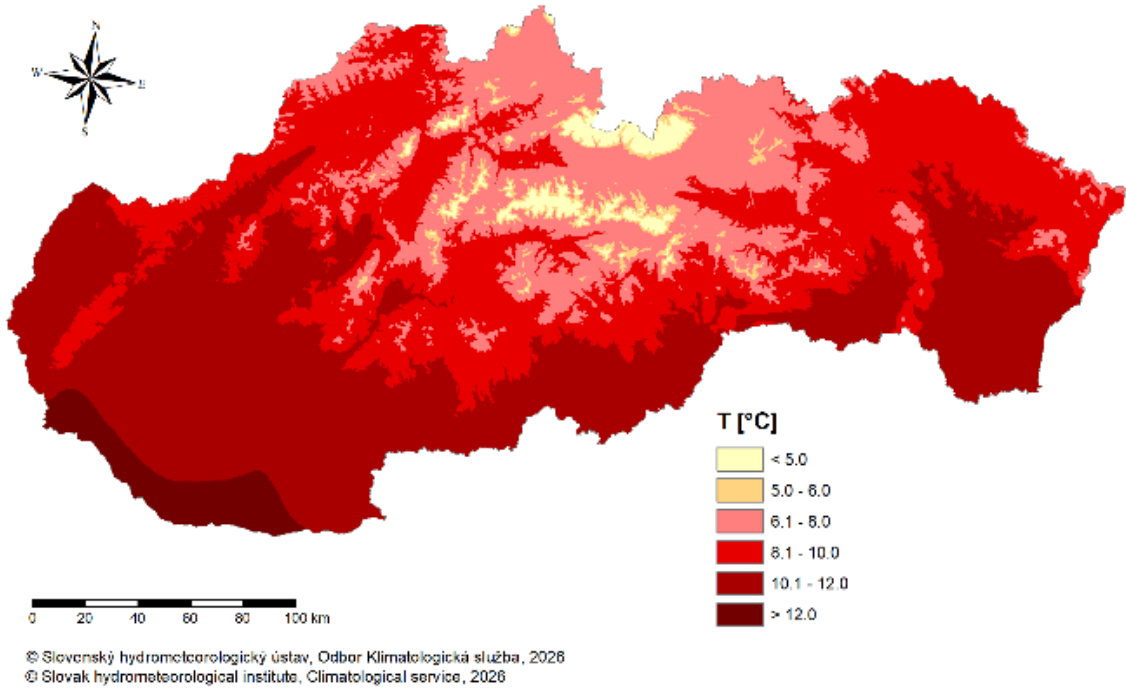 N
W
E
S
T [°C]
< 5.0
5.0 - 6.0
6.1 - 8.0
8.1 - 10.0
10.1 - 12.0
> 12.0
0 20 40 60 80 100 km
© Slovenský hydrometeorologický ústav, Odbor Klimatologická služba, 2026
© Slovak hydrometeorological institute, Climatological service, 2026